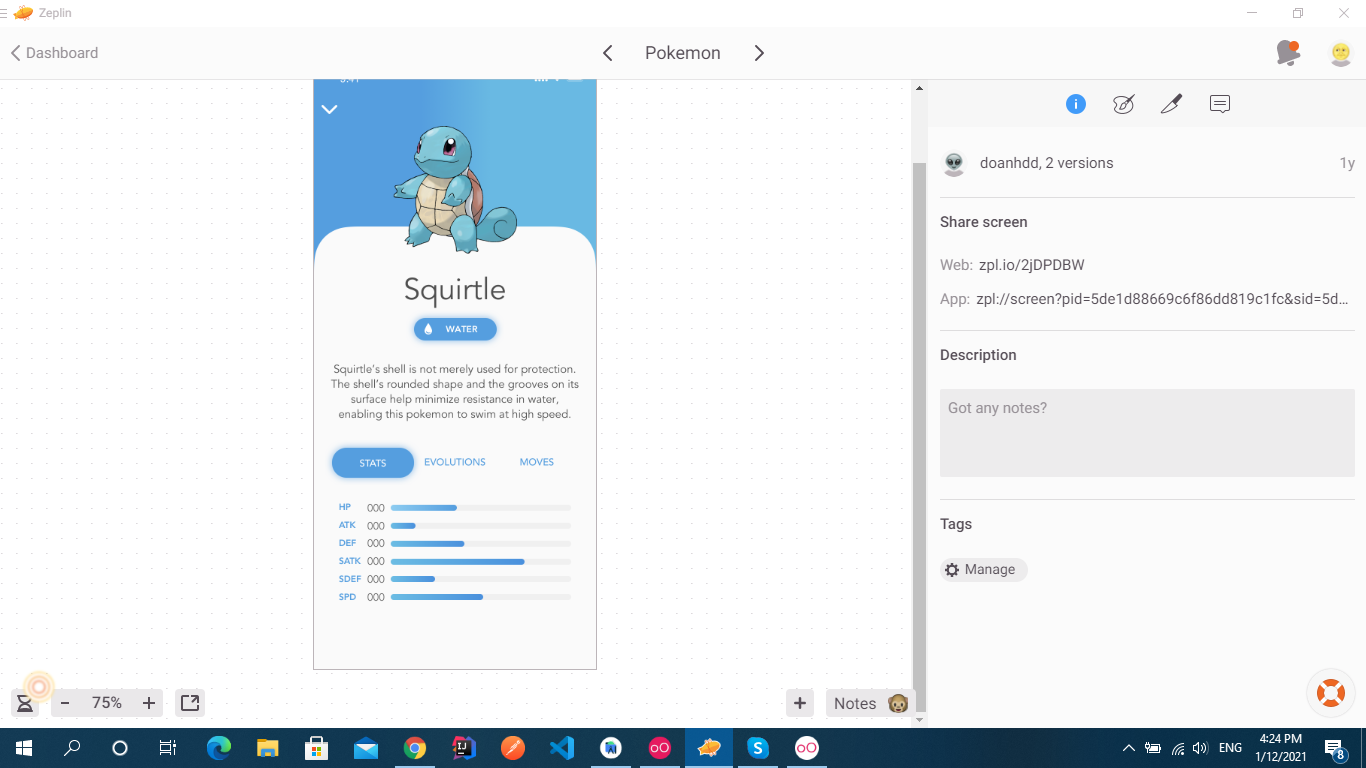 Zeplin
Dashboard
Pokemon
Squirtle
WATER
Squirtle's shell is not merely used for protection.
The shell's rounded shape and the grooves on its
surface help minimize resistance in water,
enabling this pokemon to swim at high speed.
STATS
EVOLUTIONS
MOVES
HP 000
ATK 000
DEF 000
SATK 000
SDEF 000
SPD 000
doanhdd, 2 versions
1y
Share screen
Web: zpl.io/2jDPDBW
App: zpl://screen?pid=5de1d88669c6f86dd819c1fc&sid=5d...
Description
Got any notes?
Tags
Manage
75%
Notes
ENG
4:24 PM
1/12/2021
8